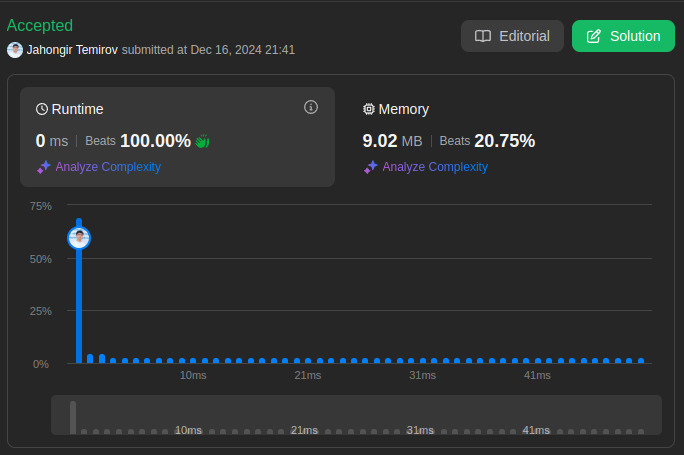 Accepted
Jahongir Temirov submitted at Dec 16, 2024 21:41
Editorial
Solution
Runtime
0 ms | Beats 100.00%
Analyze Complexity
Memory
9.02 MB | Beats 20.75%
Analyze Complexity
75%
50%
25%
0%
10ms 21ms 31ms 41ms
10ms 21ms 31ms 41ms